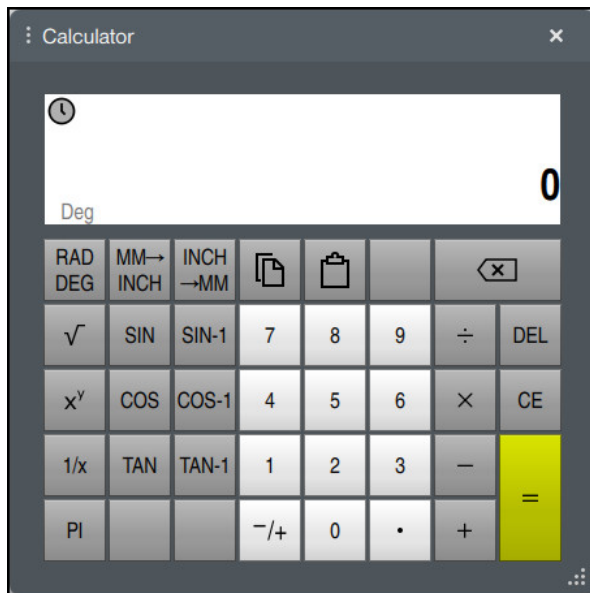 Calculator ×
0
Deg
RAD DEG MM→ INCH INCH →MM
√ SIN SIN-1 7 8 9 ÷ DEL
xʸ COS COS-1 4 5 6 × CE
1/x TAN TAN-1 1 2 3 −
=
PI −/+ 0 • +